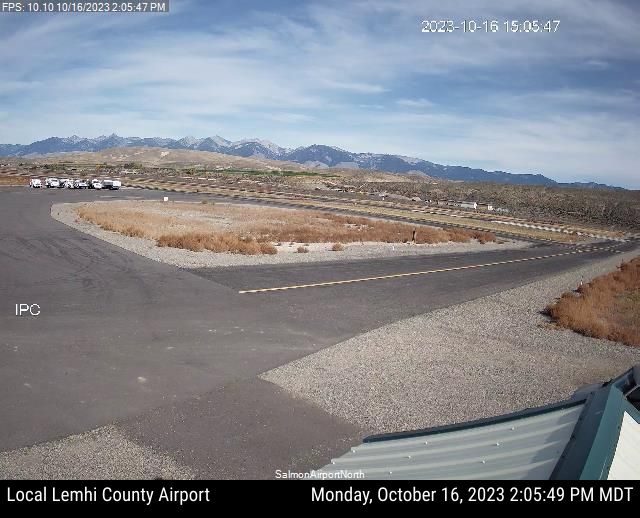 FPS: 10.10 10/16/2023 2:05:47 PM
2023-10-16 15:05:47
IPC
SalmonAirportNorth
Local Lemhi County Airport Monday, October 16, 2023 2:05:49 PM MDT